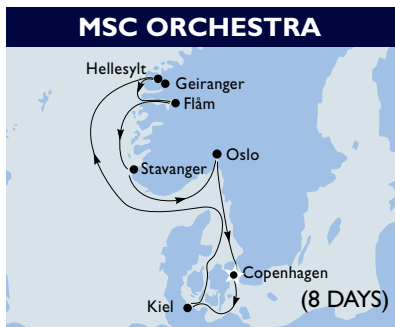 MSC ORCHESTRA
Hellesylt
Geiranger
Flåm
Oslo
Stavanger
Copenhagen
Kiel
(8 DAYS)